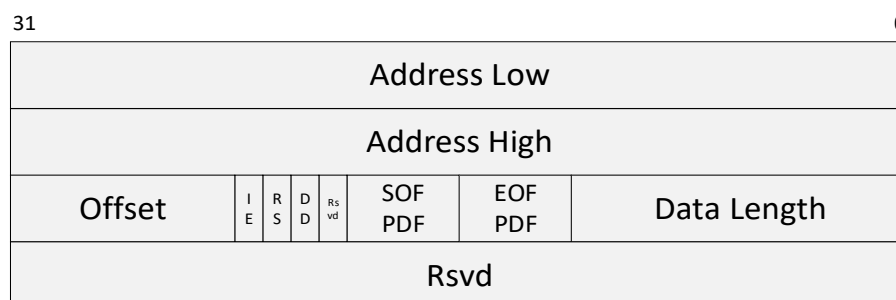 31
Address Low
Address High
Offset
I
E
R
S
D
D
Rs
vd
SOF
PDF
EOF
PDF
Data Length
Rsvd